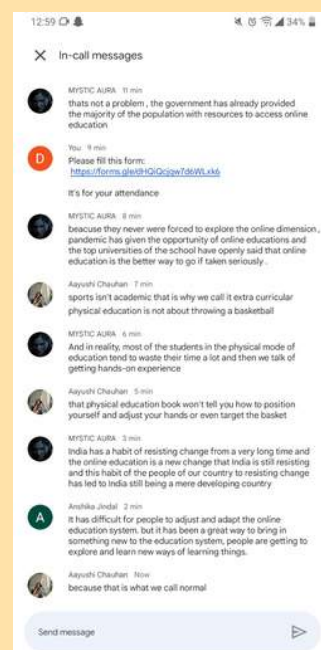 12:59
34%
In-call messages
MYSTIC AURA 11 min
thats not a problem , the government has already provided
the majority of the population with resources to access online
education
D
You 9 min
Please fill this form:
https://forms.gle/dHQiQcjqw7d6WLxk6
It's for your attendance
MYSTIC AURA 8 min
beacuse they never were forced to explore the online dimension ,
pandemic has given the opportunity of online educations and
the top universities of the school have openly said that online
education is the better way to go if taken seriously .
Aayushi Chauhan 7 min
sports isn't academic that is why we call it extra curricular
physical education is not about throwing a basketball
MYSTIC AURA 6 min
And in reality, most of the students in the physical mode of
education tend to waste their time a lot and then we talk of
getting hands-on experience
Aayushi Chauhan 5 min
that physical education book won't tell you how to position
yourself and adjust your hands or even target the basket
MYSTIC AURA 3 min
India has a habit of resisting change from a very long time and
the online education is a new change that India is still resisting
and this habit of the people of our country to resisting change
has led to India still being a mere developing country
A
Anshika Jindal 2 min
It has difficult for people to adjust and adapt the online
education system. but it has been a great way to bring in
something new to the education system, people are getting to
explore and learn new ways of learning things.
Aayushi Chauhan Now
because that is what we call normal
Send message